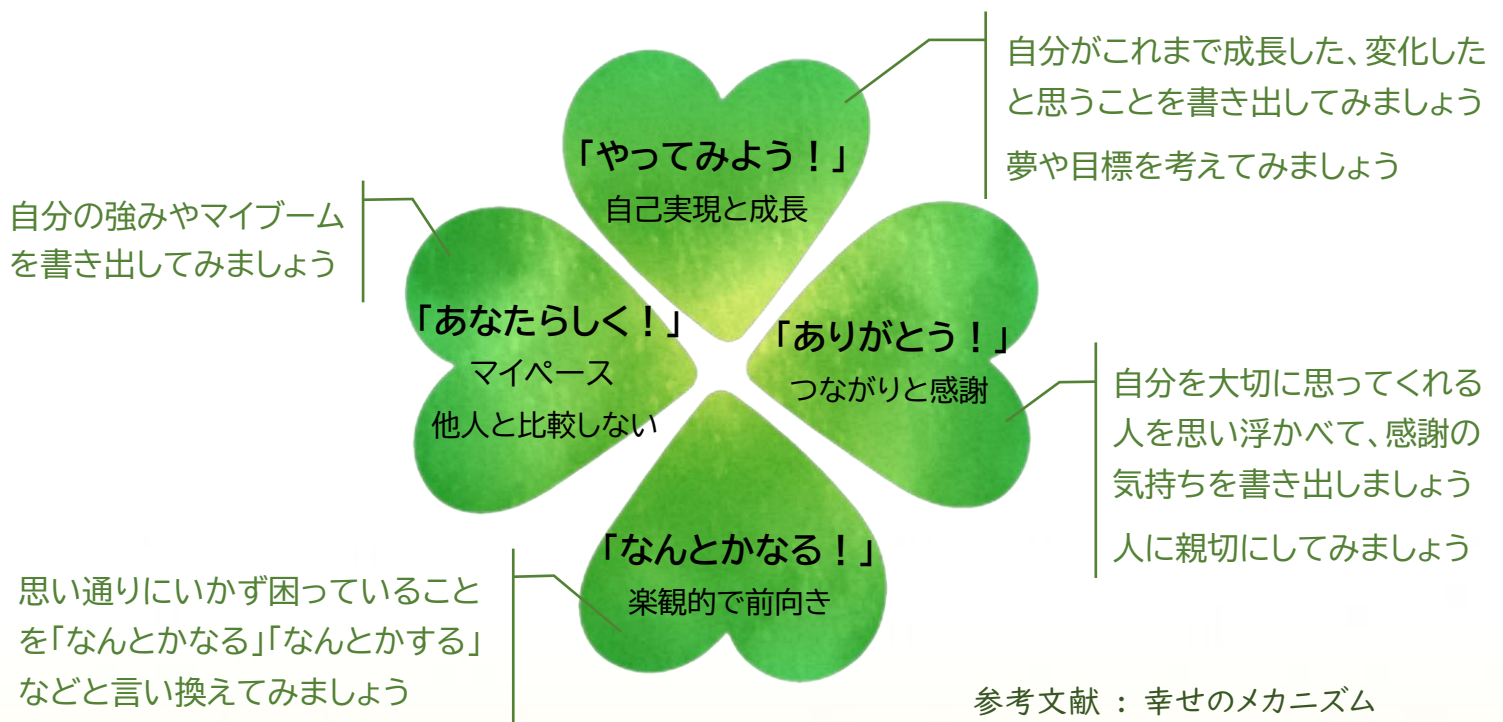 自分がこれまで成長した、変化した
と思うことを書き出してみましょう
夢や目標を考えてみましょう
「やってみよう！」
自己実現と成長
自分の強みやマイブーム
を書き出してみましょう
「あなたらしく！」
マイペース
他人と比較しない
「ありがとう！」
つながりと感謝
自分を大切に思ってくれる
人を思い浮かべて、感謝の
気持ちを書き出しましょう
人に親切にしてみましょう
「なんとかなる！」
楽観的で前向き
思い通りにいかず困っていること
を「なんとかなる」「なんとかする」
などと言い換えてみましょう
参考文献 : 幸せのメカニズム